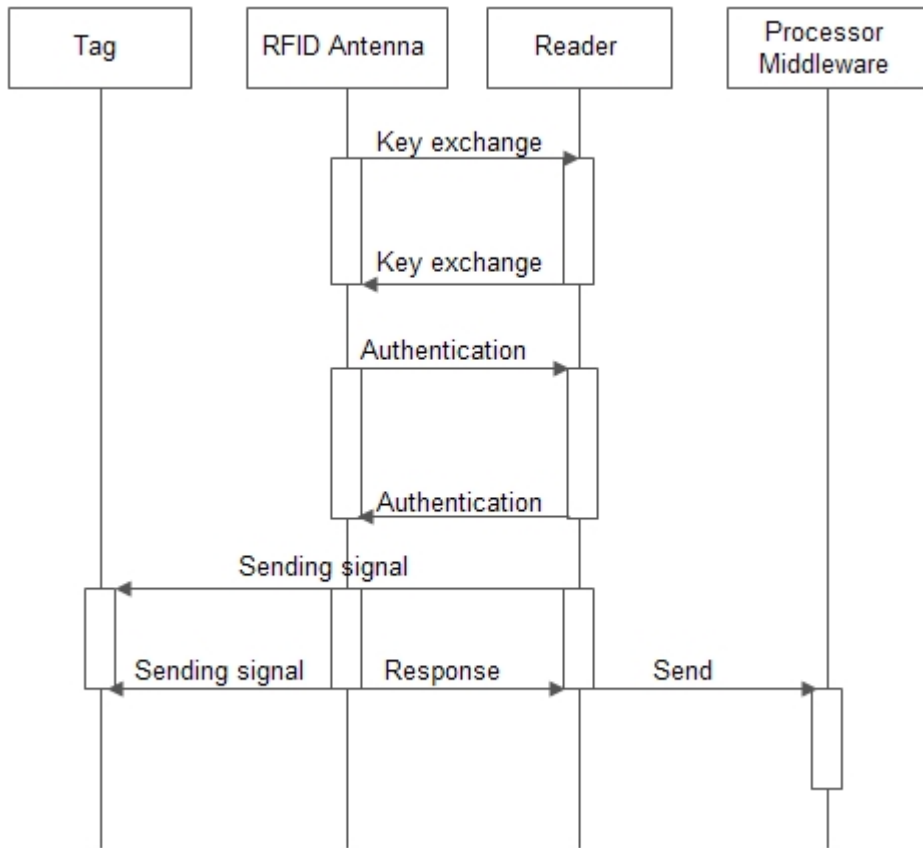 Tag
RFID Antenna
Reader
Processor
Middleware
Key exchange
Key exchange
Authentication
Authentication
Sending signal
Sending signal
Response
Send